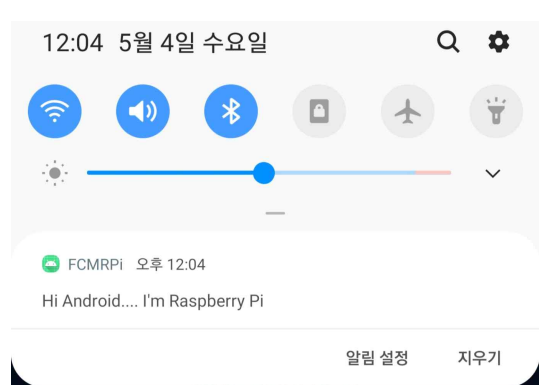 12:04 5월 4일 수요일
FCMRPi 오후 12:04
Hi Android.... I'm Raspberry Pi
알림 설정 지우기